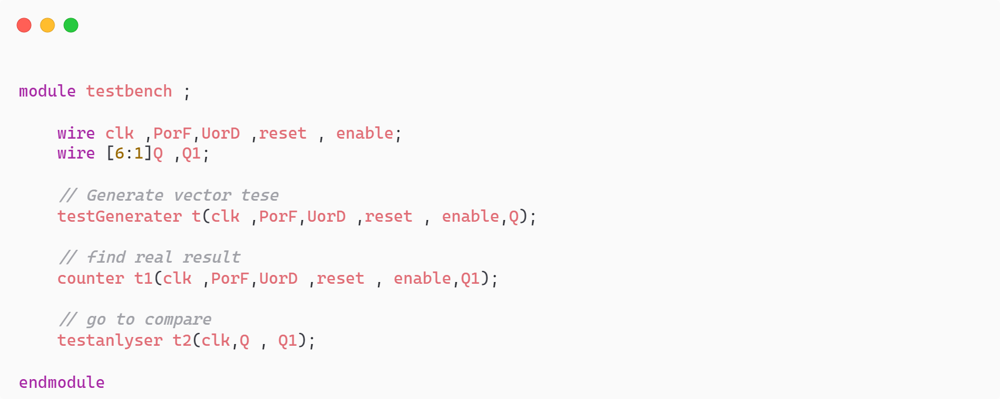 module testbench ;
wire clk ,PorF,UorD ,reset , enable;
wire [6:1]Q ,Q1;
// Generate vector tese
testGenerater t(clk ,PorF,UorD ,reset , enable,Q);
// find real result
counter t1(clk ,PorF,UorD ,reset , enable,Q1);
// go to compare
testanlyser t2(clk,Q , Q1);
endmodule